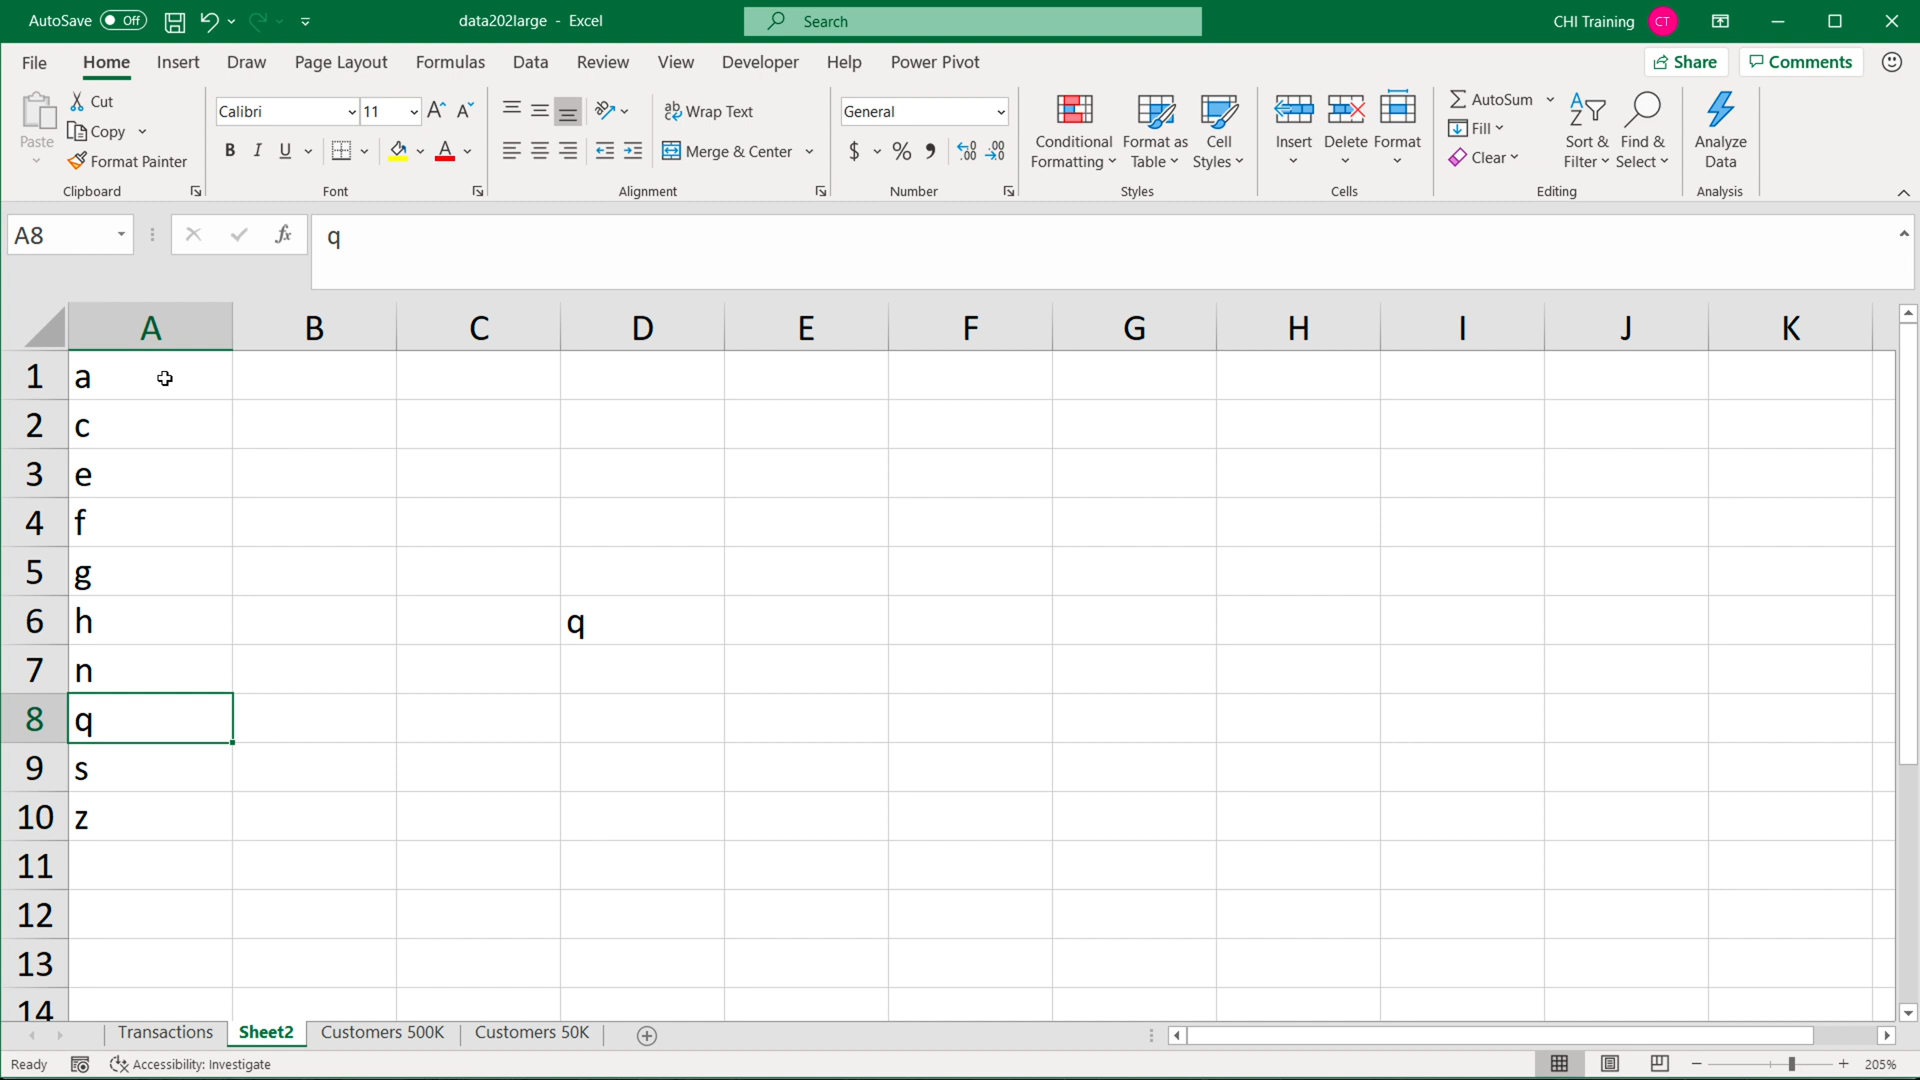 AutoSave Off data202large - Excel Search CHI Training CT
File Home Insert Draw Page Layout Formulas Data Review View Developer Help Power Pivot Share Comments
Paste
Cut
Copy
Format Painter
Clipboard
Calibri 11
B I U
Font
Wrap Text
Merge & Center
Alignment
General
$ % 9
Number
Conditional Formatting
Format as Table
Cell Styles
Styles
Insert Delete Format
Cells
AutoSum
Fill
Clear
Sort & Filter
Find & Select
Editing
Analyze Data
Analysis
A8 fx q
A B C D E F G H I J K
1 a
2 c
3 e
4 f
5 g
6 h q
7 n
8 q
9 s
10 z
11
12
13
14
Transactions Sheet2 Customers 500K Customers 50K
Ready Accessibility: Investigate 205%